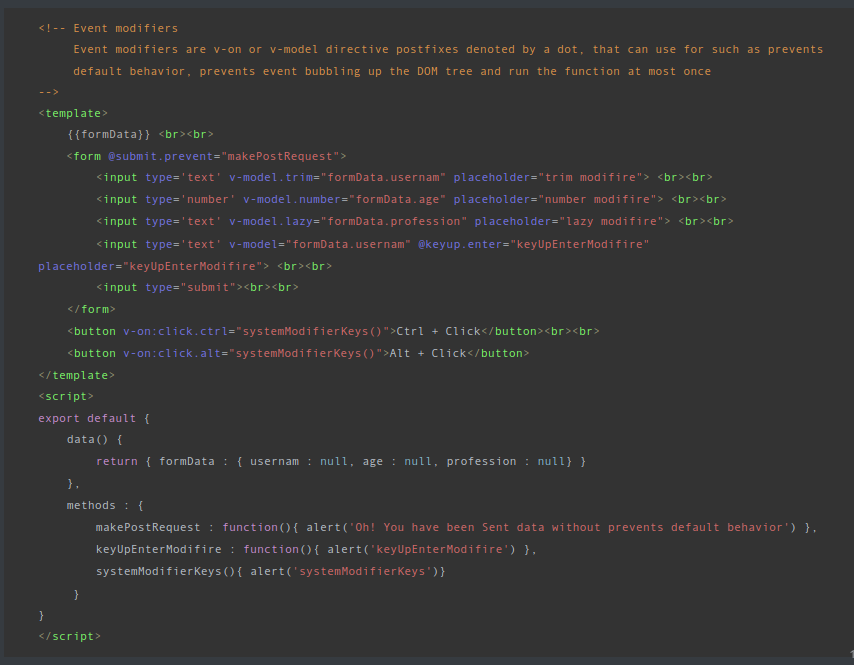 <!-- Event modifiers
Event modifiers are v-on or v-model directive postfixes denoted by a dot, that can use for such as prevents
default behavior, prevents event bubbling up the DOM tree and run the function at most once
-->
<template>
{{formData}} <br><br>
<form @submit.prevent="makePostRequest">
<input type='text' v-model.trim="formData.usernam" placeholder="trim modifire"> <br><br>
<input type='number' v-model.number="formData.age" placeholder="number modifire"> <br><br>
<input type='text' v-model.lazy="formData.profession" placeholder="lazy modifire"> <br><br>
<input type='text' v-model="formData.usernam" @keyup.enter="keyUpEnterModifire"
placeholder="keyUpEnterModifire"> <br><br>
<input type="submit"><br><br>
</form>
<button v-on:click.ctrl="systemModifierKeys()">Ctrl + Click</button><br><br>
<button v-on:click.alt="systemModifierKeys()">Alt + Click</button>
</template>
<script>
export default {
data() {
return { formData : { usernam : null, age : null, profession : null} }
},
methods : {
makePostRequest : function(){ alert('Oh! You have been Sent data without prevents default behavior') },
keyUpEnterModifire : function(){ alert('keyUpEnterModifire') },
systemModifierKeys(){ alert('systemModifierKeys')}
}
}
</script>